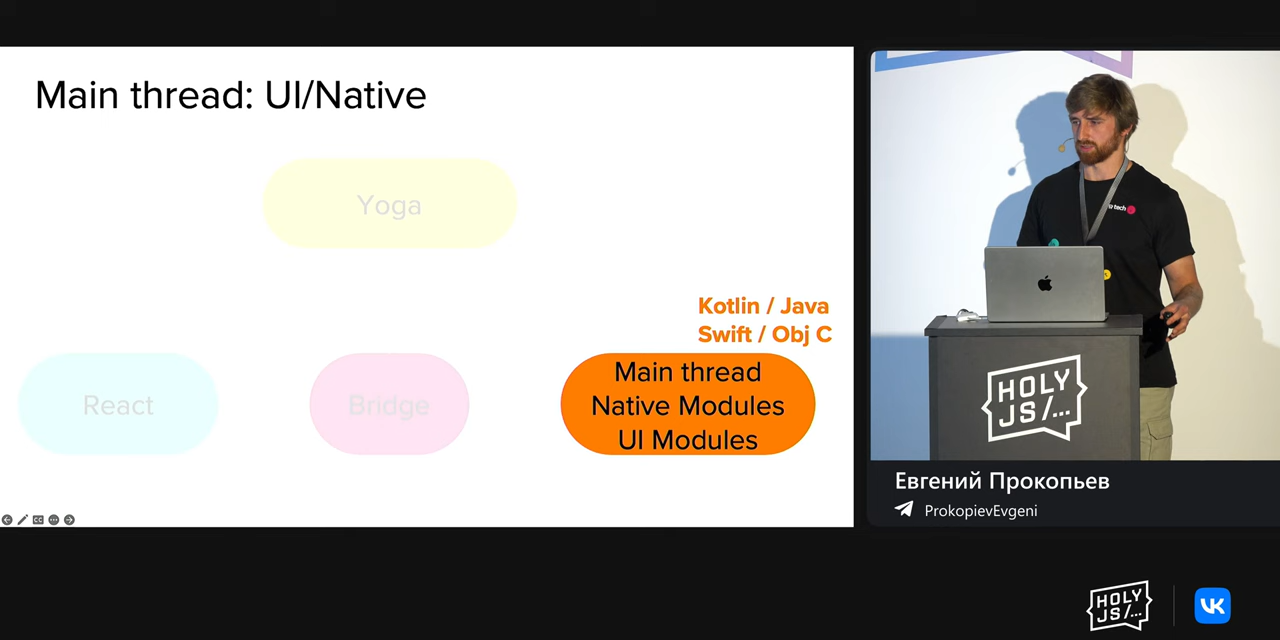 Main thread: UI/Native
Yoga
Kotlin / Java
Swift / Obj C
React
Bridge
Main thread
Native Modules
UI Modules
tech
HOLY
JS/...
Евгений Прокопьев
ProkopievEvgeni
HOLY
JS/...